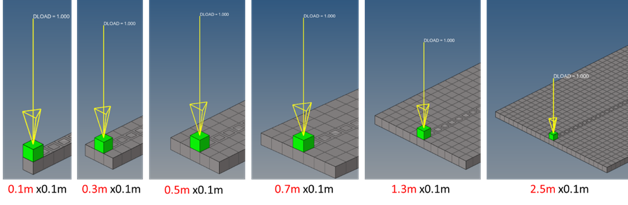 DLOAD = 1.000
DLOAD = 1.000
DLOAD = 1.000
DLOAD = 1.000
DLOAD = 1.000
DLOAD = 1.000
0.1m x0.1m
0.3m x0.1m
0.5m x0.1m
0.7m x0.1m
1.3m x0.1m
2.5m x0.1m